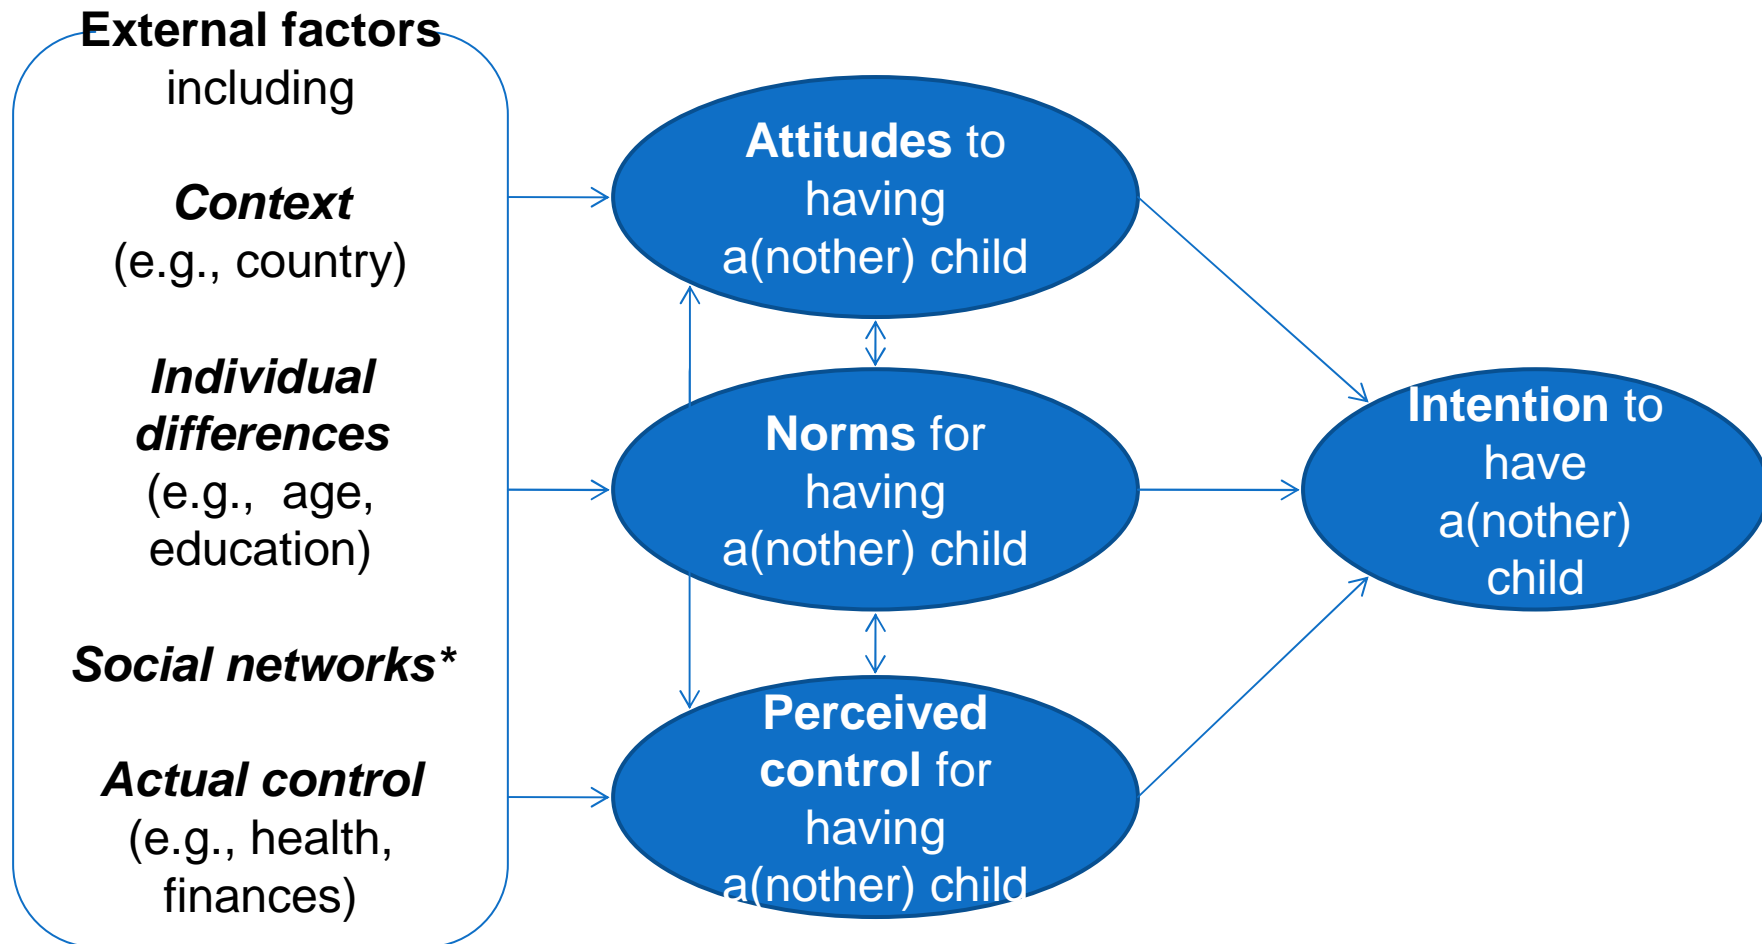 External factors
including
Context
(e.g., country)
Individual
differences
(e.g.,  age,
education)
Social networks*
Actual control
(e.g., health,
finances)
Attitudes to
having
a(nother) child
Norms for
having
a(nother) child
Perceived
control for
having
a(nother) child
Intention to
have
a(nother)
child